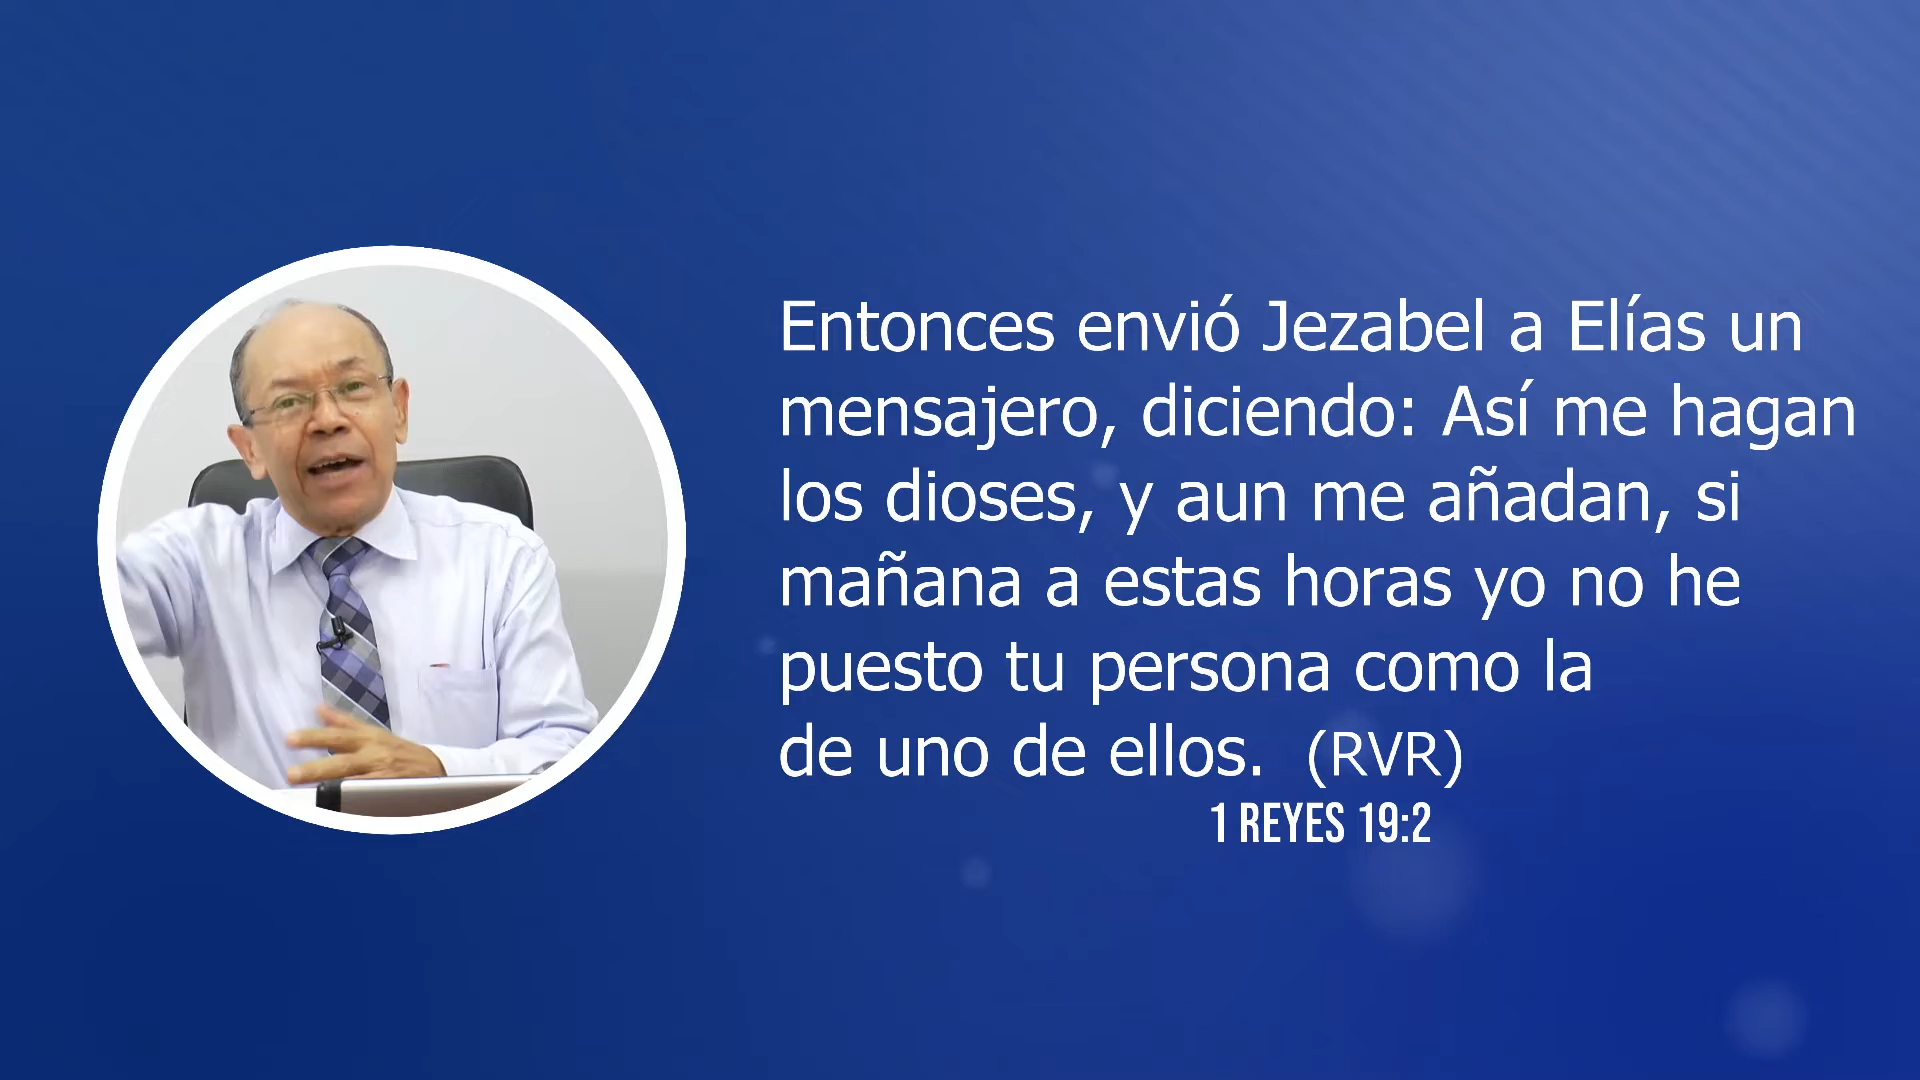 Entonces envió Jezabel a Elías un
mensajero, diciendo: Así me hagan
los dioses, y aun me añadan, si
mañana a estas horas yo no he
puesto tu persona como la
de uno de ellos. (RVR)
1 REYES 19:2